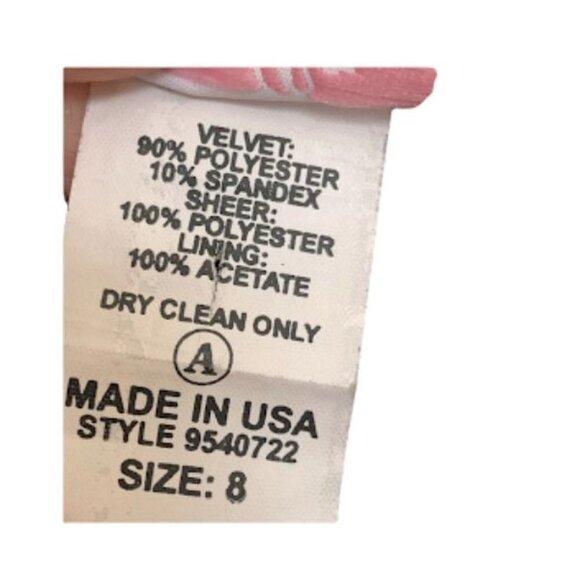 VELVET:
90% POLYESTER
10% SPANDEX
SHEER:
100% POLYESTER
LINING:
100% ACETATE
DRY CLEAN ONLY
A
MADE IN USA
STYLE 9540722
SIZE: 8